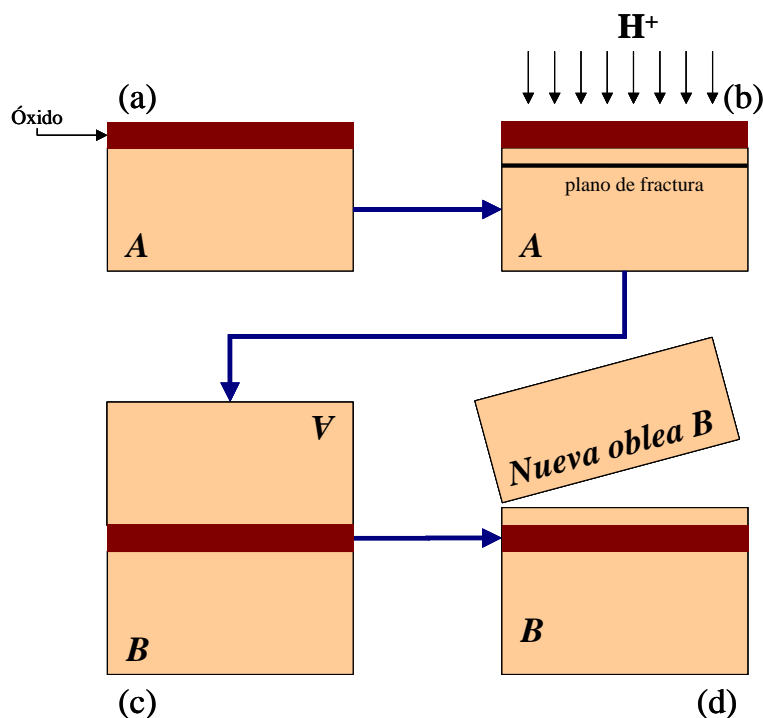 H⁺
(a)
(b)
Óxido
plano de fractura
A
A
A
Nueva oblea B
B
B
(c)
(d)